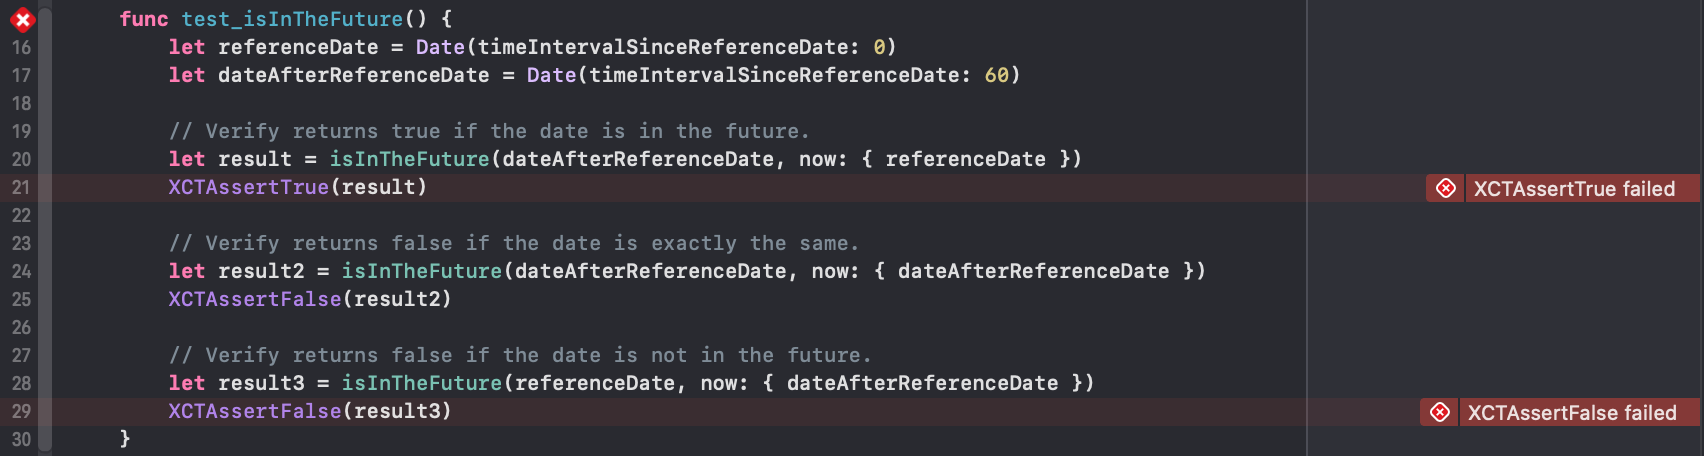 func test_isInTheFuture() {
16 let referenceDate = Date(timeIntervalSinceReferenceDate: 0)
17 let dateAfterReferenceDate = Date(timeIntervalSinceReferenceDate: 60)
18
19 // Verify returns true if the date is in the future.
20 let result = isInTheFuture(dateAfterReferenceDate, now: { referenceDate })
21 XCTAssertTrue(result) XCTAssertTrue failed
22
23 // Verify returns false if the date is exactly the same.
24 let result2 = isInTheFuture(dateAfterReferenceDate, now: { dateAfterReferenceDate })
25 XCTAssertFalse(result2)
26
27 // Verify returns false if the date is not in the future.
28 let result3 = isInTheFuture(referenceDate, now: { dateAfterReferenceDate })
29 XCTAssertFalse(result3) XCTAssertFalse failed
30 }